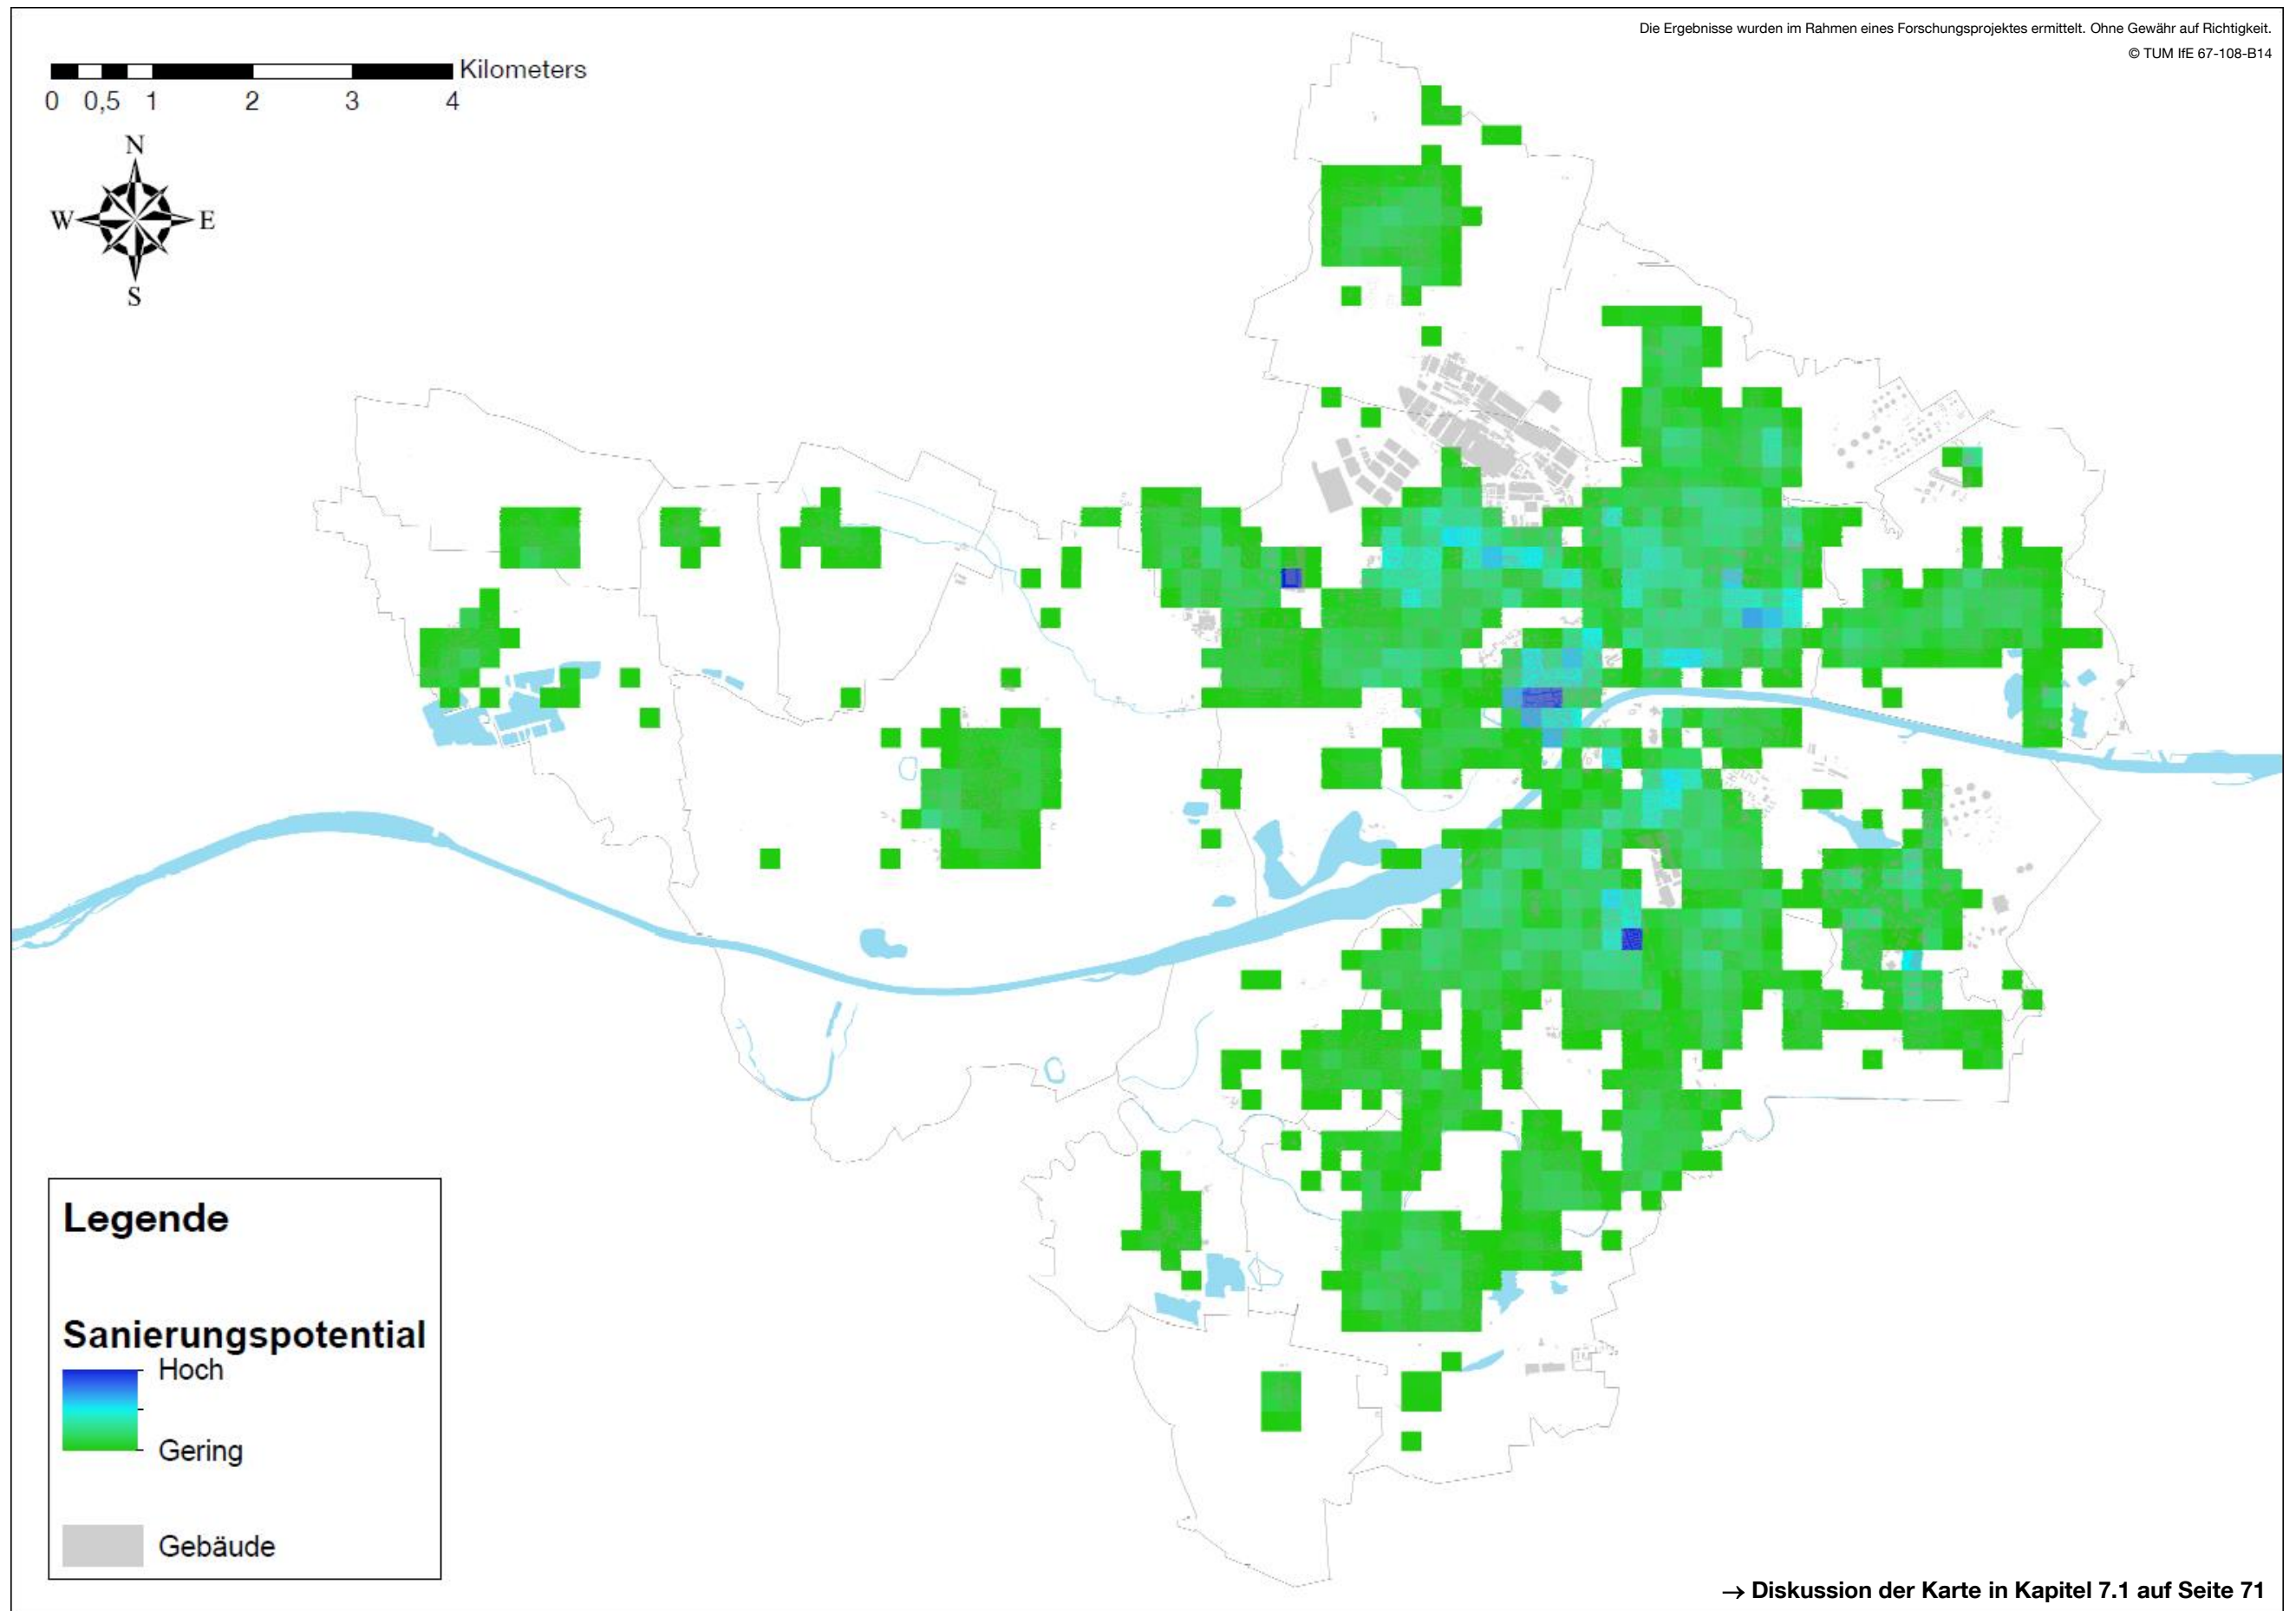 Die Ergebnisse wurden im Rahmen eines Forschungsprojektes ermittelt. Ohne Gewähr auf Richtigkeit.
© TUM IfE 67-108-B14
Kilometers
0 0,5 1 2 3 4
N
W E
S
Legende
Sanierungspotential
Hoch
Gering
Gebäude
→ Diskussion der Karte in Kapitel 7.1 auf Seite 71